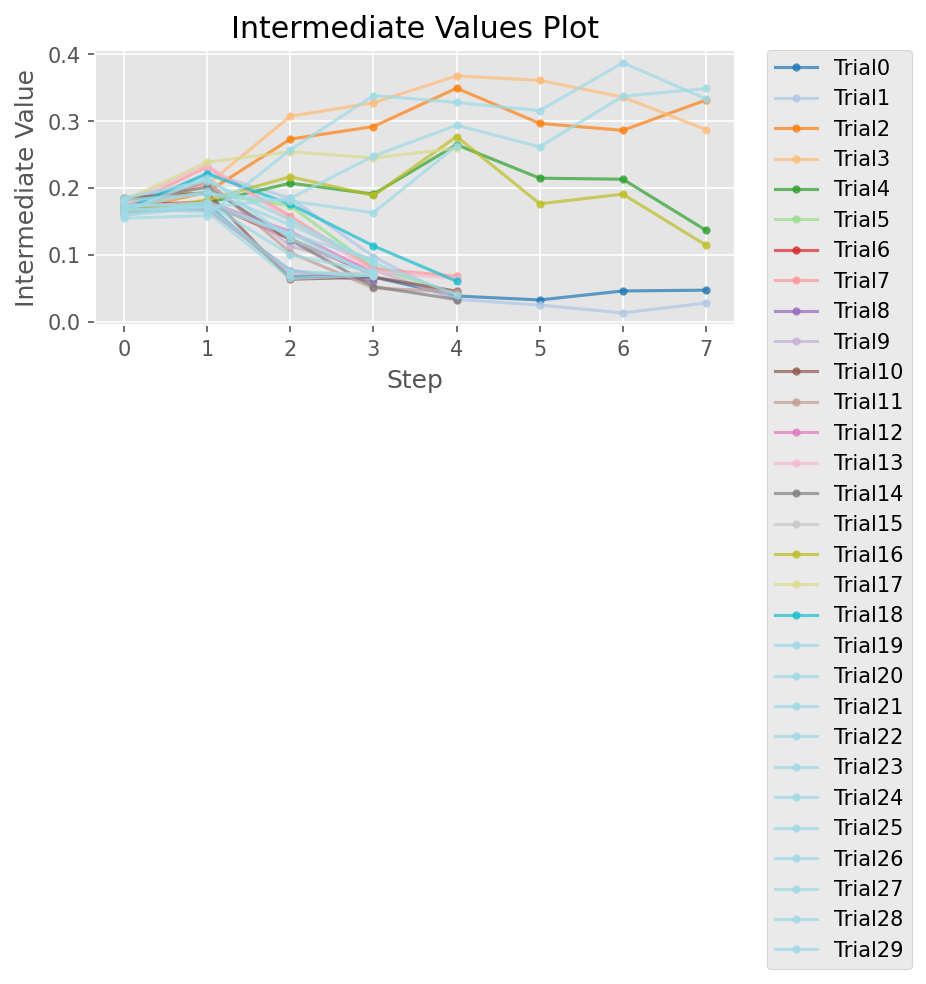 Intermediate Values Plot
Intermediate Value
0.4
0.3
0.2
0.1
0.0
0 1 2 3 4 5 6 7
Step
Trial0
Trial1
Trial2
Trial3
Trial4
Trial5
Trial6
Trial7
Trial8
Trial9
Trial10
Trial11
Trial12
Trial13
Trial14
Trial15
Trial16
Trial17
Trial18
Trial19
Trial20
Trial21
Trial22
Trial23
Trial24
Trial25
Trial26
Trial27
Trial28
Trial29